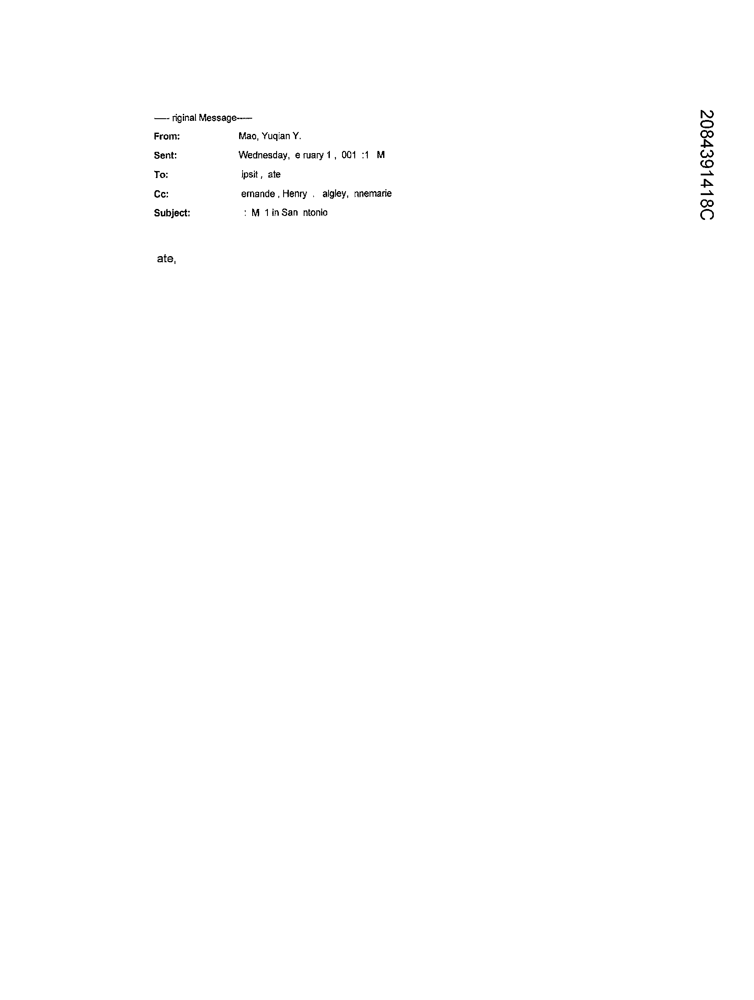 ----- riginal Message-----
From: Mao, Yuqian Y.
Sent: Wednesday, e ruary 1 , 001 :1 M
To: ipsit , ate
Cc: ernande , Henry . algley, nnemarie
Subject: : M 1 in San ntonio
ate,
2084391418C